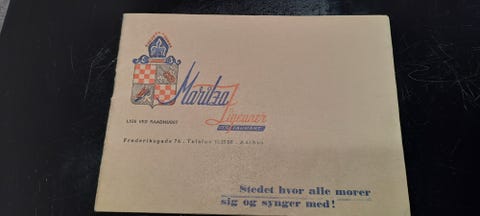 Maritza
Zigeuner
RESTAURANT
LIGE VED RAADHUSET
Frederiksgade 76 - Telefon - Aarhus
Stedet hvor alle morer
sig og synger med!